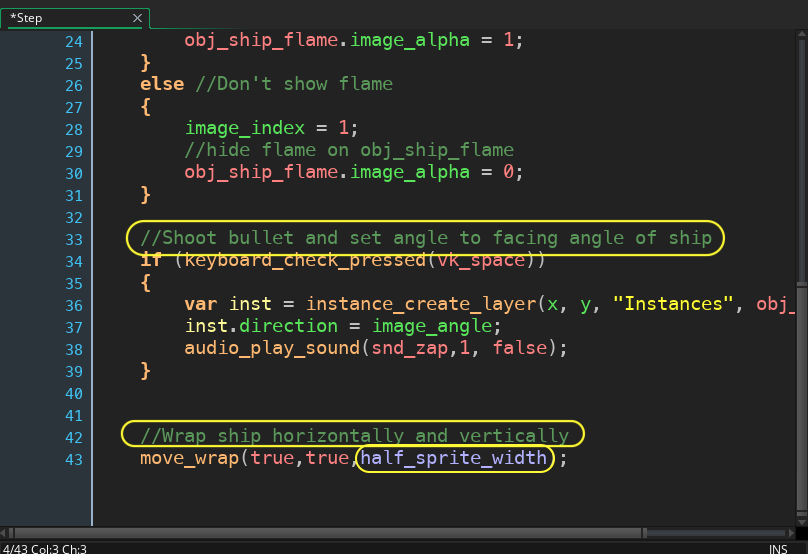 *Step ×
24 obj_ship_flame.image_alpha = 1;
25 }
26 else //Don't show flame
27 {
28 image_index = 1;
29 //hide flame on obj_ship_flame
30 obj_ship_flame.image_alpha = 0;
31 }
32
33 //Shoot bullet and set angle to facing angle of ship
34 if (keyboard_check_pressed(vk_space))
35 {
36 var inst = instance_create_layer(x, y, "Instances", obj_
37 inst.direction = image_angle;
38 audio_play_sound(snd_zap,1, false);
39 }
40
41
42 //Wrap ship horizontally and vertically
43 move_wrap(true,true,half_sprite_width ;
4/43 Col:3 Ch:3 INS